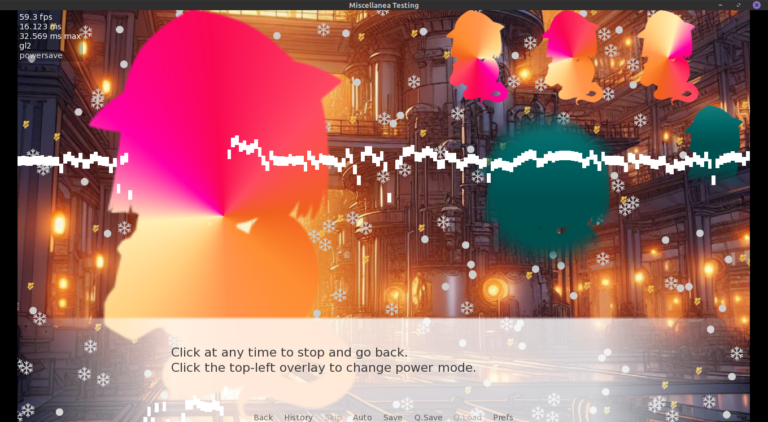 Miscellanea Testing
59.3 fps
16.123 ms
32.569 ms max
gl2
powersave
Click at any time to stop and go back.
Click the top-left overlay to change power mode.
Back History Skip Auto Save Q.Save Q.Load Prefs